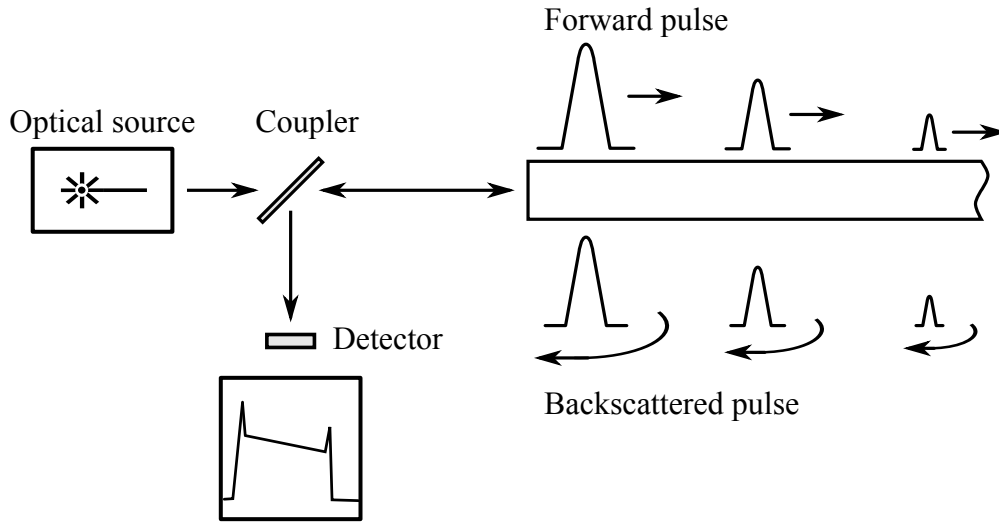 Forward pulse
Optical source
Coupler
Detector
Backscattered pulse